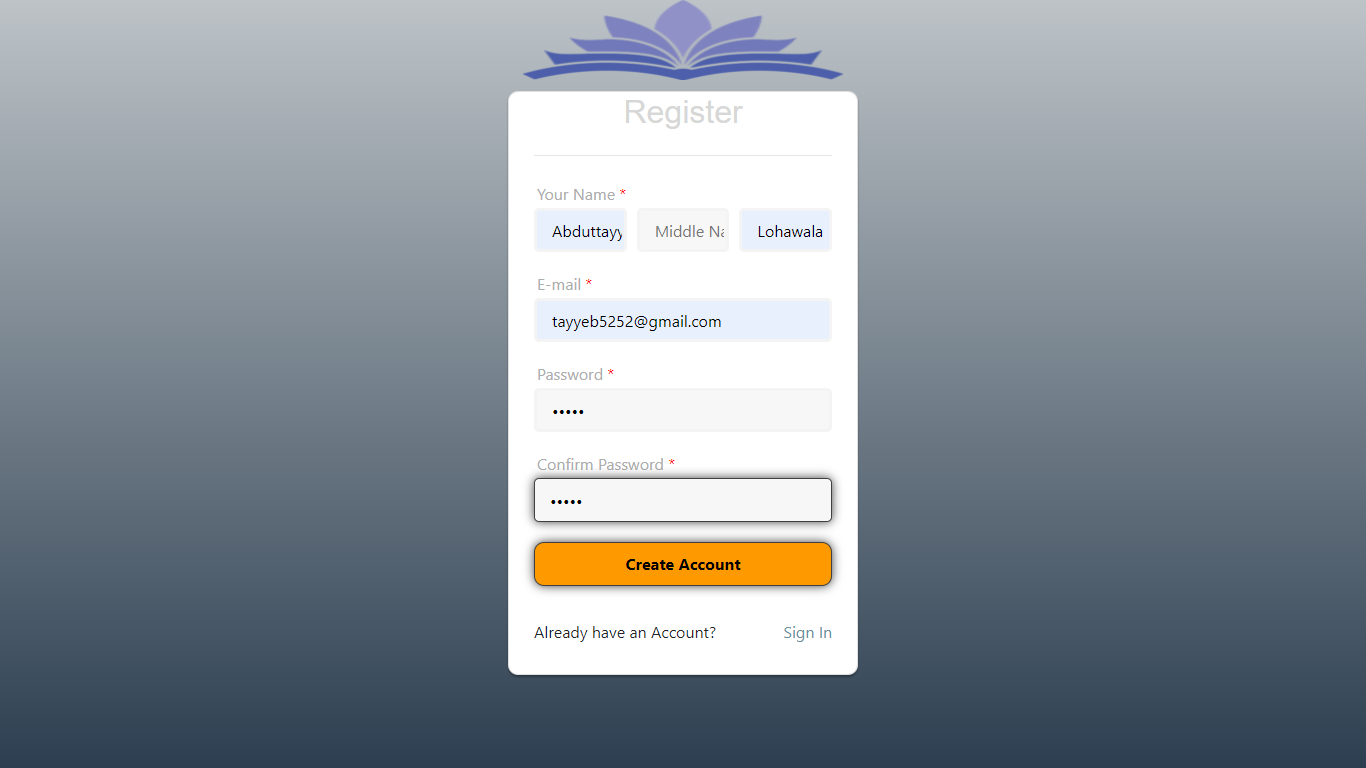 Register
Your Name *
Abduttayy Middle Na Lohawala
E-mail *
tayyeb5252@gmail.com
Password *
•••••
Confirm Password *
•••••
Create Account
Already have an Account? Sign In